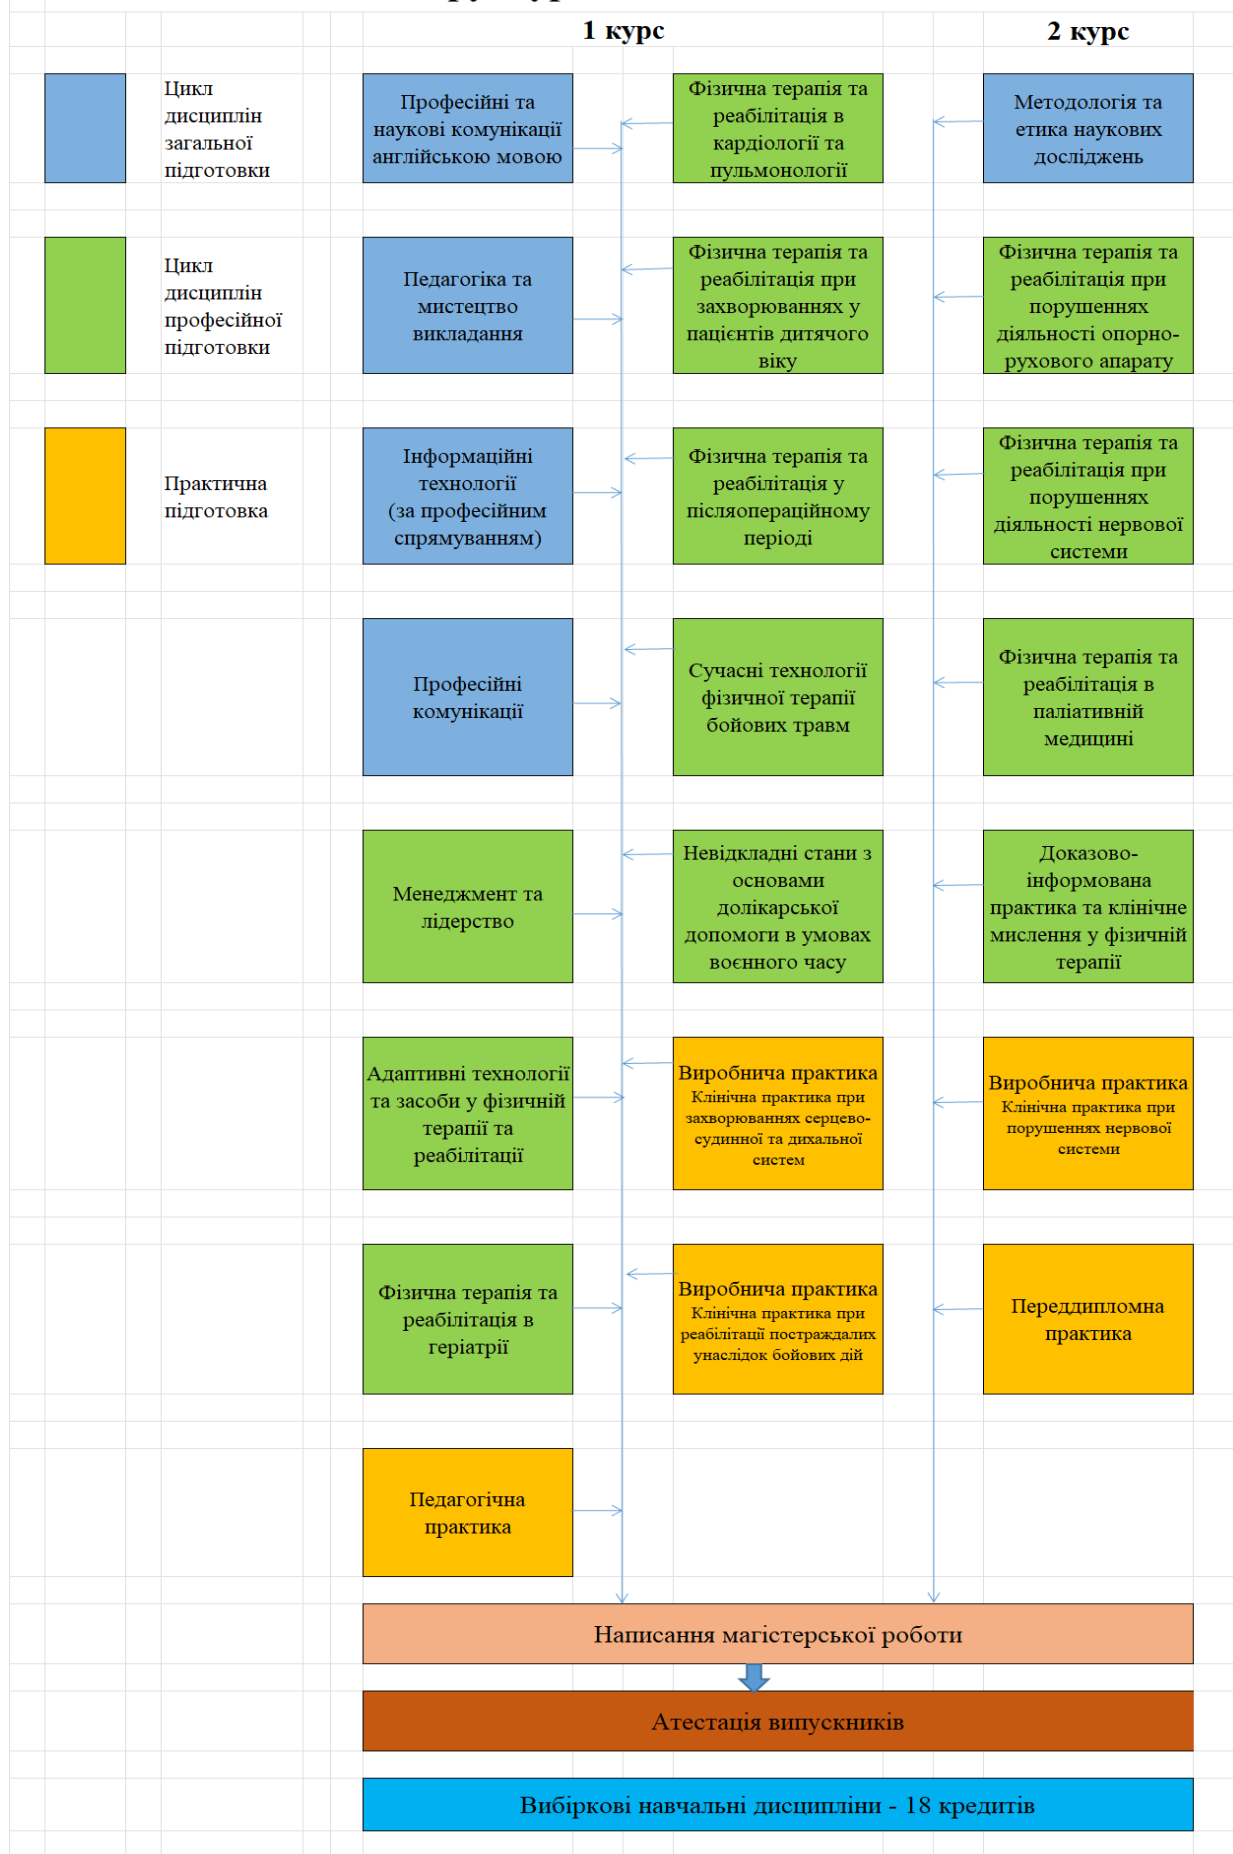 1 курс
2 курс
Цикл
дисциплін
загальної
підготовки
Професійні та
наукові комунікації
англійською мовою
Фізична терапія та
реабілітація в
кардіології та
пульмонології
Методологія та
етика наукових
досліджень
Цикл
дисциплін
професійної
підготовки
Педагогіка та
мистецтво
викладання
Фізична терапія та
реабілітація при
захворюваннях у
пацієнтів дитячого
віку
Фізична терапія та
реабілітація при
порушеннях
діяльності опорно-
рухового апарату
Практична
підготовка
Інформаційні
технології
(за професійним
спрямуванням)
Фізична терапія та
реабілітація у
післяопераційному
періоді
Фізична терапія та
реабілітація при
порушеннях
діяльності нервової
системи
Професійні
комунікації
Сучасні технології
фізичної терапії
бойових травм
Фізична терапія та
реабілітація в
паліативній
медицині
Менеджмент та
лідерство
Невідкладні стани з
основами
долікарської
допомоги в умовах
воєнного часу
Доказово-
інформована
практика та клінічне
мислення у фізичній
терапії
Адаптивні технології
та засоби у фізичній
терапії та
реабілітації
Виробнича практика
Клінічна практика при
захворюваннях серцево-
судинної та дихальної
систем
Виробнича практика
Клінічна практика при
порушеннях нервової
системи
Фізична терапія та
реабілітація в
геріатрії
Виробнича практика
Клінічна практика при
реабілітації постраждалих
унаслідок бойових дій
Переддипломна
практика
Педагогічна
практика
Написання магістерської роботи
Атестація випускників
Вибіркові навчальні дисципліни - 18 кредитів